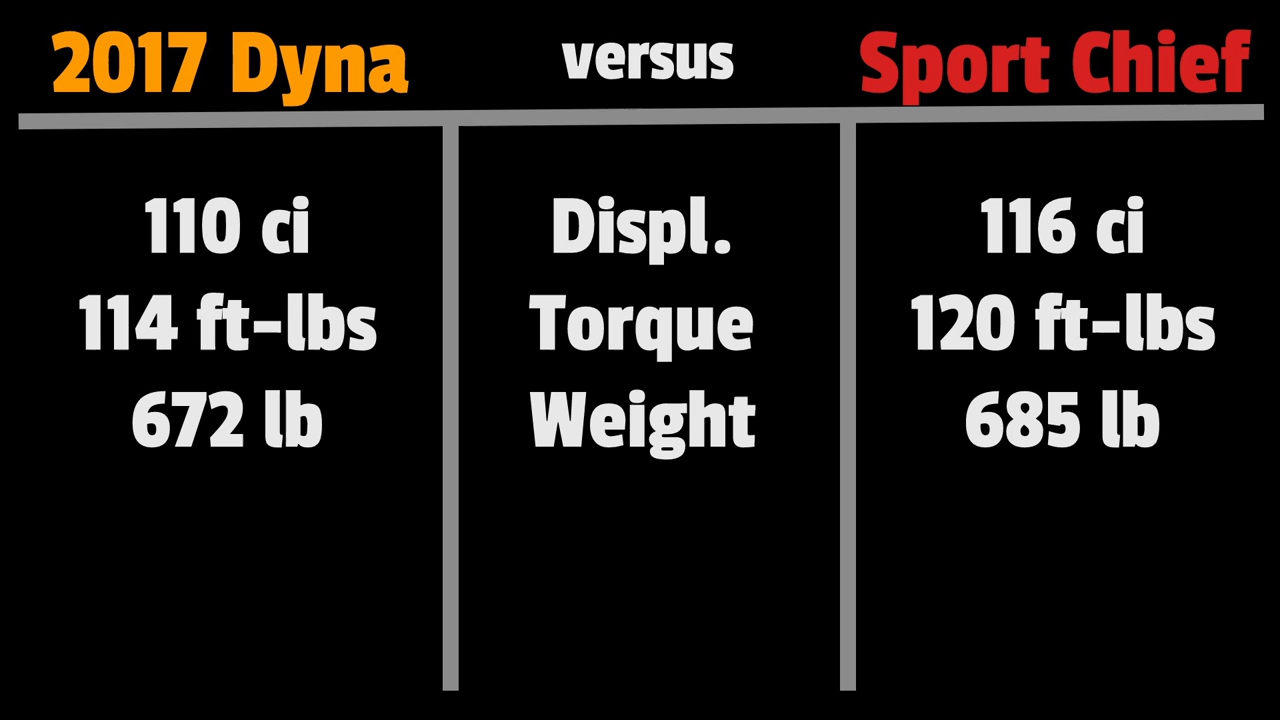 2017 Dyna versus Sport Chief
110 ci Displ. 116 ci
114 ft-lbs Torque 120 ft-lbs
672 lb Weight 685 lb